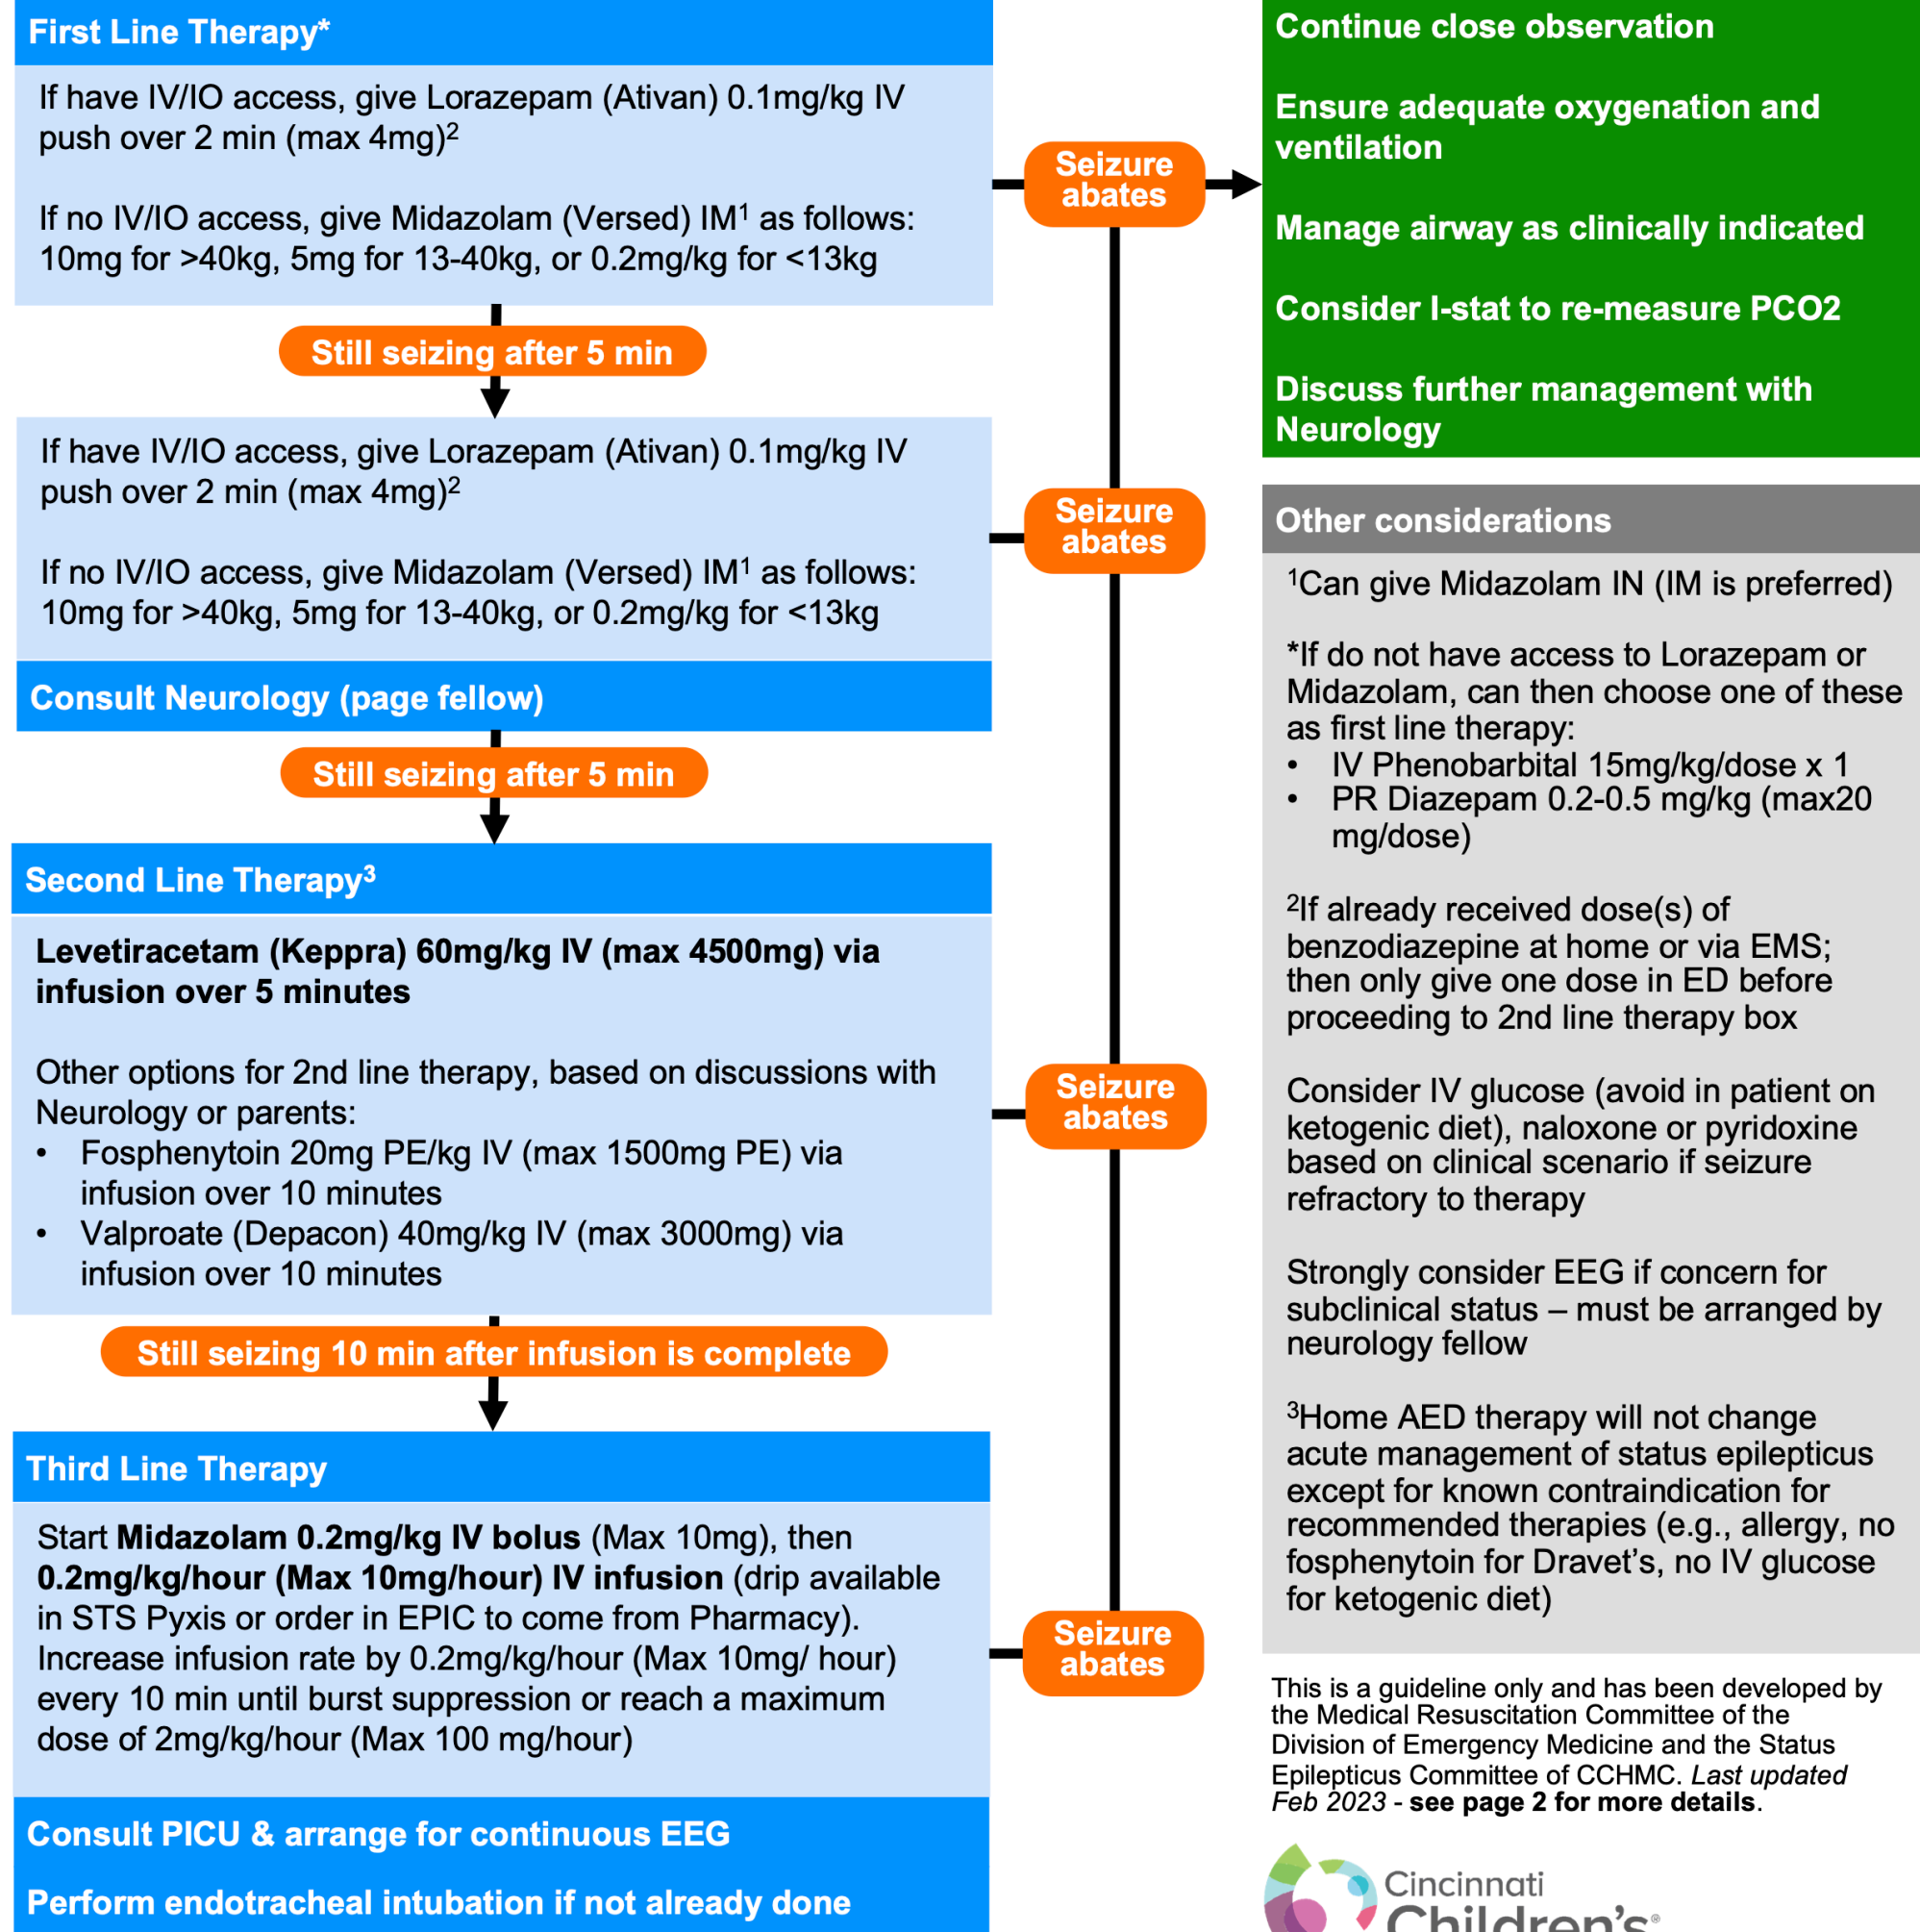 First Line Therapy*
If have IV/IO access, give Lorazepam (Ativan) 0.1mg/kg IV
push over 2 min (max 4mg)²
If no IV/IO access, give Midazolam (Versed) IM¹ as follows:
10mg for >40kg, 5mg for 13-40kg, or 0.2mg/kg for <13kg
Seizure
abates
Still seizing after 5 min
If have IV/IO access, give Lorazepam (Ativan) 0.1mg/kg IV
push over 2 min (max 4mg)²
If no IV/IO access, give Midazolam (Versed) IM¹ as follows:
10mg for >40kg, 5mg for 13-40kg, or 0.2mg/kg for <13kg
Seizure
abates
Consult Neurology (page fellow)
Still seizing after 5 min
Second Line Therapy³
Levetiracetam (Keppra) 60mg/kg IV (max 4500mg) via
infusion over 5 minutes
Other options for 2nd line therapy, based on discussions with
Neurology or parents:
• Fosphenytoin 20mg PE/kg IV (max 1500mg PE) via
infusion over 10 minutes
• Valproate (Depacon) 40mg/kg IV (max 3000mg) via
infusion over 10 minutes
Seizure
abates
Still seizing 10 min after infusion is complete
Third Line Therapy
Start Midazolam 0.2mg/kg IV bolus (Max 10mg), then
0.2mg/kg/hour (Max 10mg/hour) IV infusion (drip available
in STS Pyxis or order in EPIC to come from Pharmacy).
Increase infusion rate by 0.2mg/kg/hour (Max 10mg/ hour)
every 10 min until burst suppression or reach a maximum
dose of 2mg/kg/hour (Max 100 mg/hour)
Seizure
abates
Consult PICU & arrange for continuous EEG
Perform endotracheal intubation if not already done
Continue close observation
Ensure adequate oxygenation and
ventilation
Manage airway as clinically indicated
Consider I-stat to re-measure PCO2
Discuss further management with
Neurology
Other considerations
¹Can give Midazolam IN (IM is preferred)
*If do not have access to Lorazepam or
Midazolam, can then choose one of these
as first line therapy:
• IV Phenobarbital 15mg/kg/dose x 1
• PR Diazepam 0.2-0.5 mg/kg (max20
mg/dose)
²If already received dose(s) of
benzodiazepine at home or via EMS;
then only give one dose in ED before
proceeding to 2nd line therapy box
Consider IV glucose (avoid in patient on
ketogenic diet), naloxone or pyridoxine
based on clinical scenario if seizure
refractory to therapy
Strongly consider EEG if concern for
subclinical status – must be arranged by
neurology fellow
³Home AED therapy will not change
acute management of status epilepticus
except for known contraindication for
recommended therapies (e.g., allergy, no
fosphenytoin for Dravet's, no IV glucose
for ketogenic diet)
This is a guideline only and has been developed by
the Medical Resuscitation Committee of the
Division of Emergency Medicine and the Status
Epilepticus Committee of CCHMC. Last updated
Feb 2023 - see page 2 for more details.
Cincinnati
Children's®